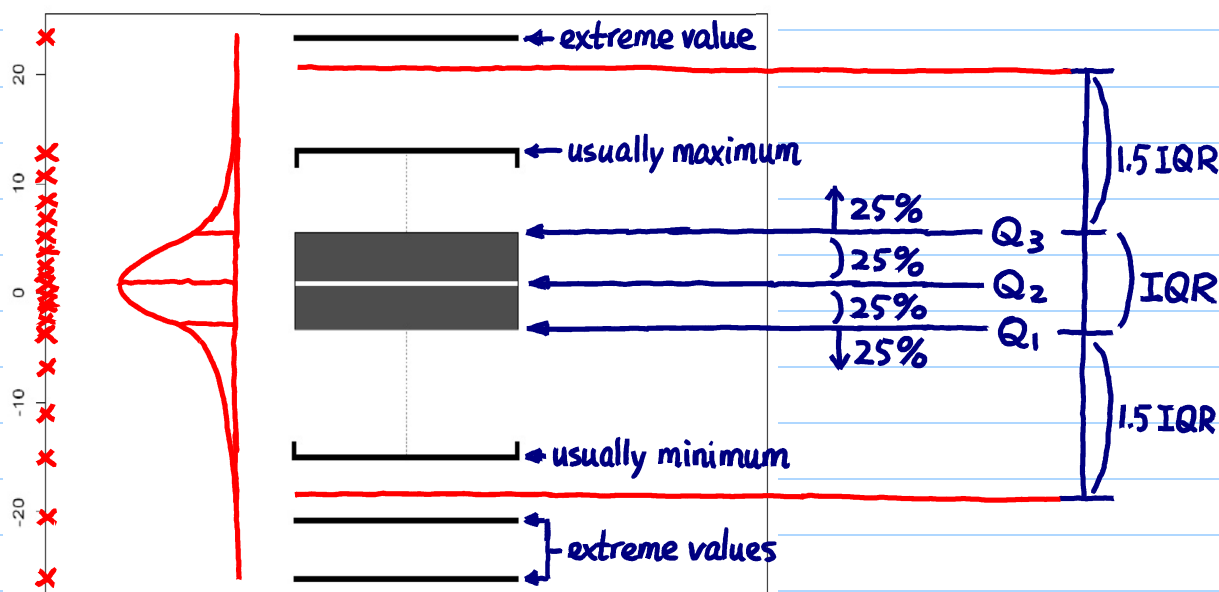 extreme value
20
usually maximum
1.5 IQR
10
25%
Q3
25%
0
Q2
IQR
25%
Q1
25%
-10
1.5 IQR
usually minimum
-20
extreme values